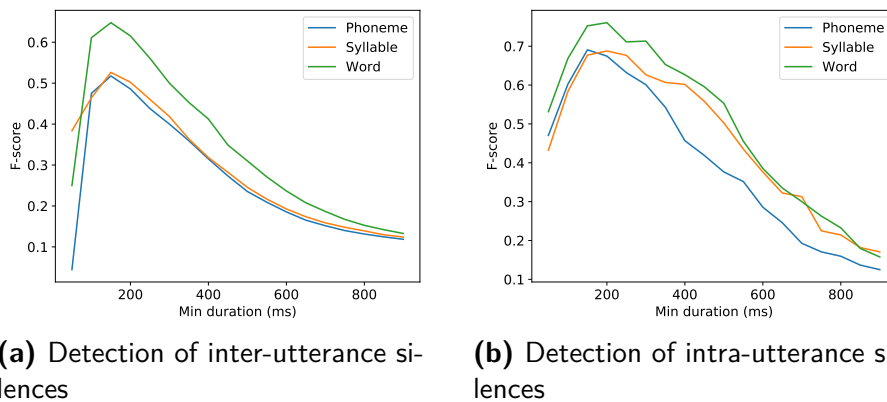 Phoneme
Syllable
Word
F-score
0.6
0.5
0.4
0.3
0.2
0.1
200 400 600 800
Min duration (ms)
(a) Detection of inter-utterance si-
lences
Phoneme
Syllable
Word
F-score
0.7
0.6
0.5
0.4
0.3
0.2
0.1
200 400 600 800
Min duration (ms)
(b) Detection of intra-utterance s
lences